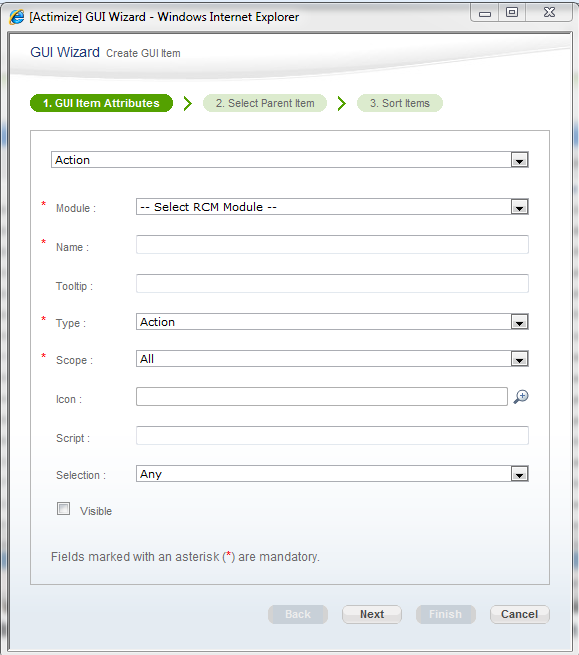 [Actimize] GUI Wizard - Windows Internet Explorer
GUI Wizard Create GUI Item
1. GUI Item Attributes 2. Select Parent Item 3. Sort Items
Action
* Module : -- Select RCM Module --
* Name :
Tooltip :
* Type : Action
* Scope : All
Icon :
Script :
Selection : Any
Visible
Fields marked with an asterisk (*) are mandatory.
Back Next Finish Cancel